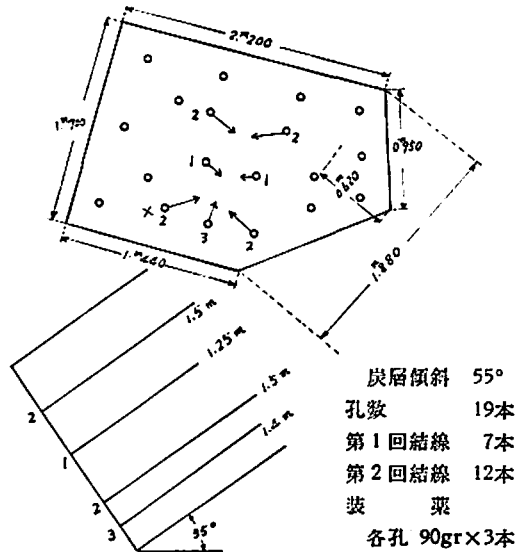 2.ᵐ200
1.ᵐ700
0.ᵐ950
0.ᵐ620
1.ᵐ880
1.ᵐ440
2
2
1
1
×
2
3
2
1.5 m
1.25 m
1.5 m
1.4 m
2
1
2
3
35°
炭層傾斜 55°
孔数 19本
第1回結線 7本
第2回結線 12本
装薬
各孔 90gr×3本